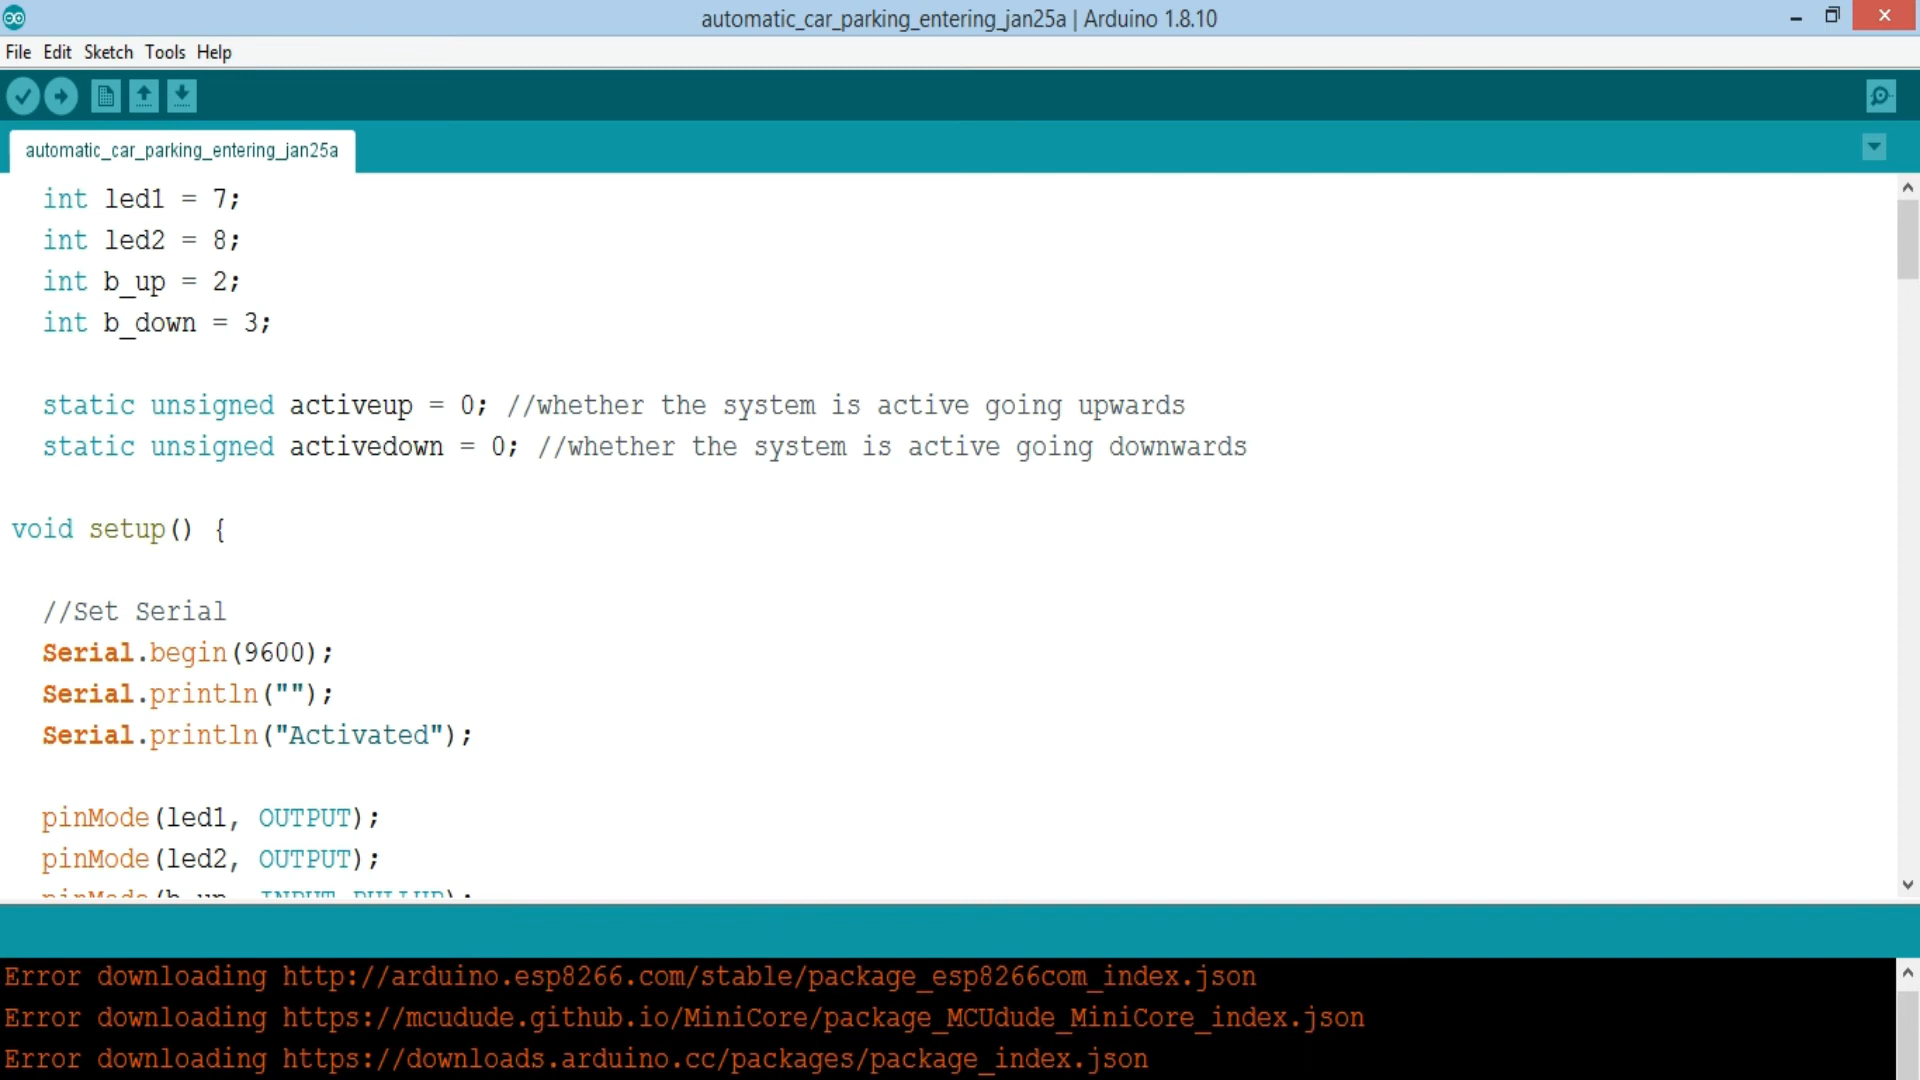 automatic_car_parking_entering_jan25a | Arduino 1.8.10
File Edit Sketch Tools Help
automatic_car_parking_entering_jan25a
int led1 = 7;
int led2 = 8;
int b_up = 2;
int b_down = 3;
static unsigned activeup = 0; //whether the system is active going upwards
static unsigned activedown = 0; //whether the system is active going downwards
void setup() {
//Set Serial
Serial.begin(9600);
Serial.println("");
Serial.println("Activated");
pinMode(led1, OUTPUT);
pinMode(led2, OUTPUT);
pinMode(b_up, INPUT_PULLUP);
Error downloading http://arduino.esp8266.com/stable/package_esp8266com_index.json
Error downloading https://mcudude.github.io/MiniCore/package_MCUdude_MiniCore_index.json
Error downloading https://downloads.arduino.cc/packages/package_index.json